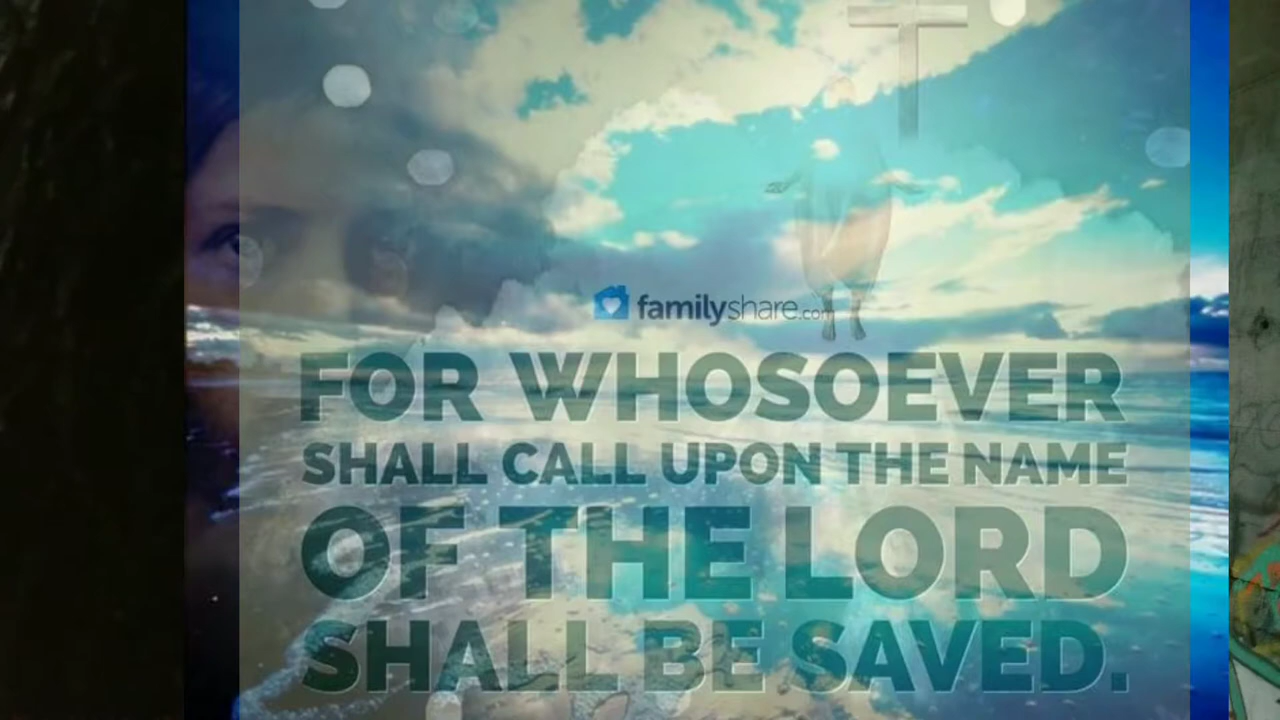 familyshare.com
FOR WHOSOEVER
SHALL CALL UPON THE NAME
OF THE LORD
SHALL BE SAVED.